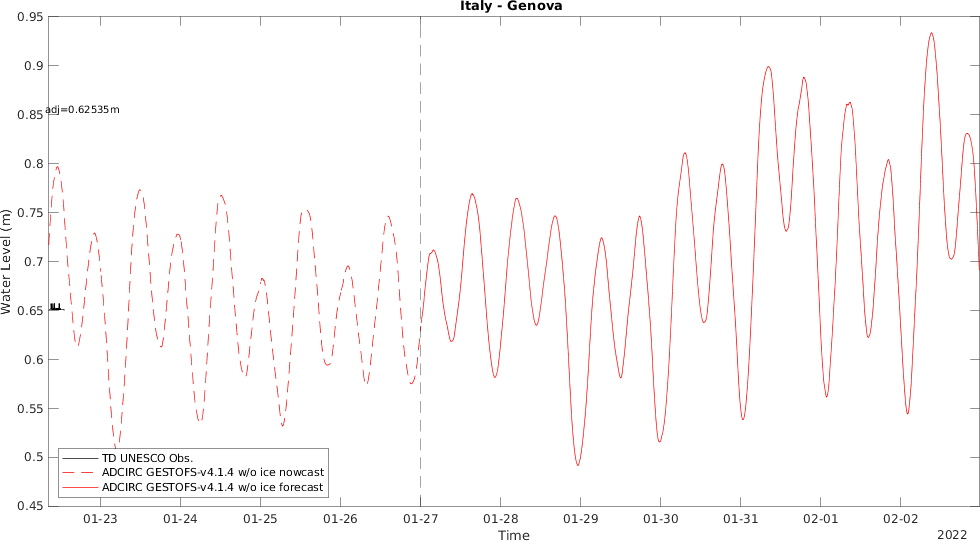 Italy - Genova
Water Level (m)
0.95
0.9
0.85
0.8
0.75
0.7
0.65
0.6
0.55
0.5
0.45
adj=0.62535m
TD UNESCO Obs.
ADCIRC GESTOFS-v4.1.4 w/o ice nowcast
ADCIRC GESTOFS-v4.1.4 w/o ice forecast
01-23 01-24 01-25 01-26 01-27 01-28 01-29 01-30 01-31 02-01 02-02
Time
2022